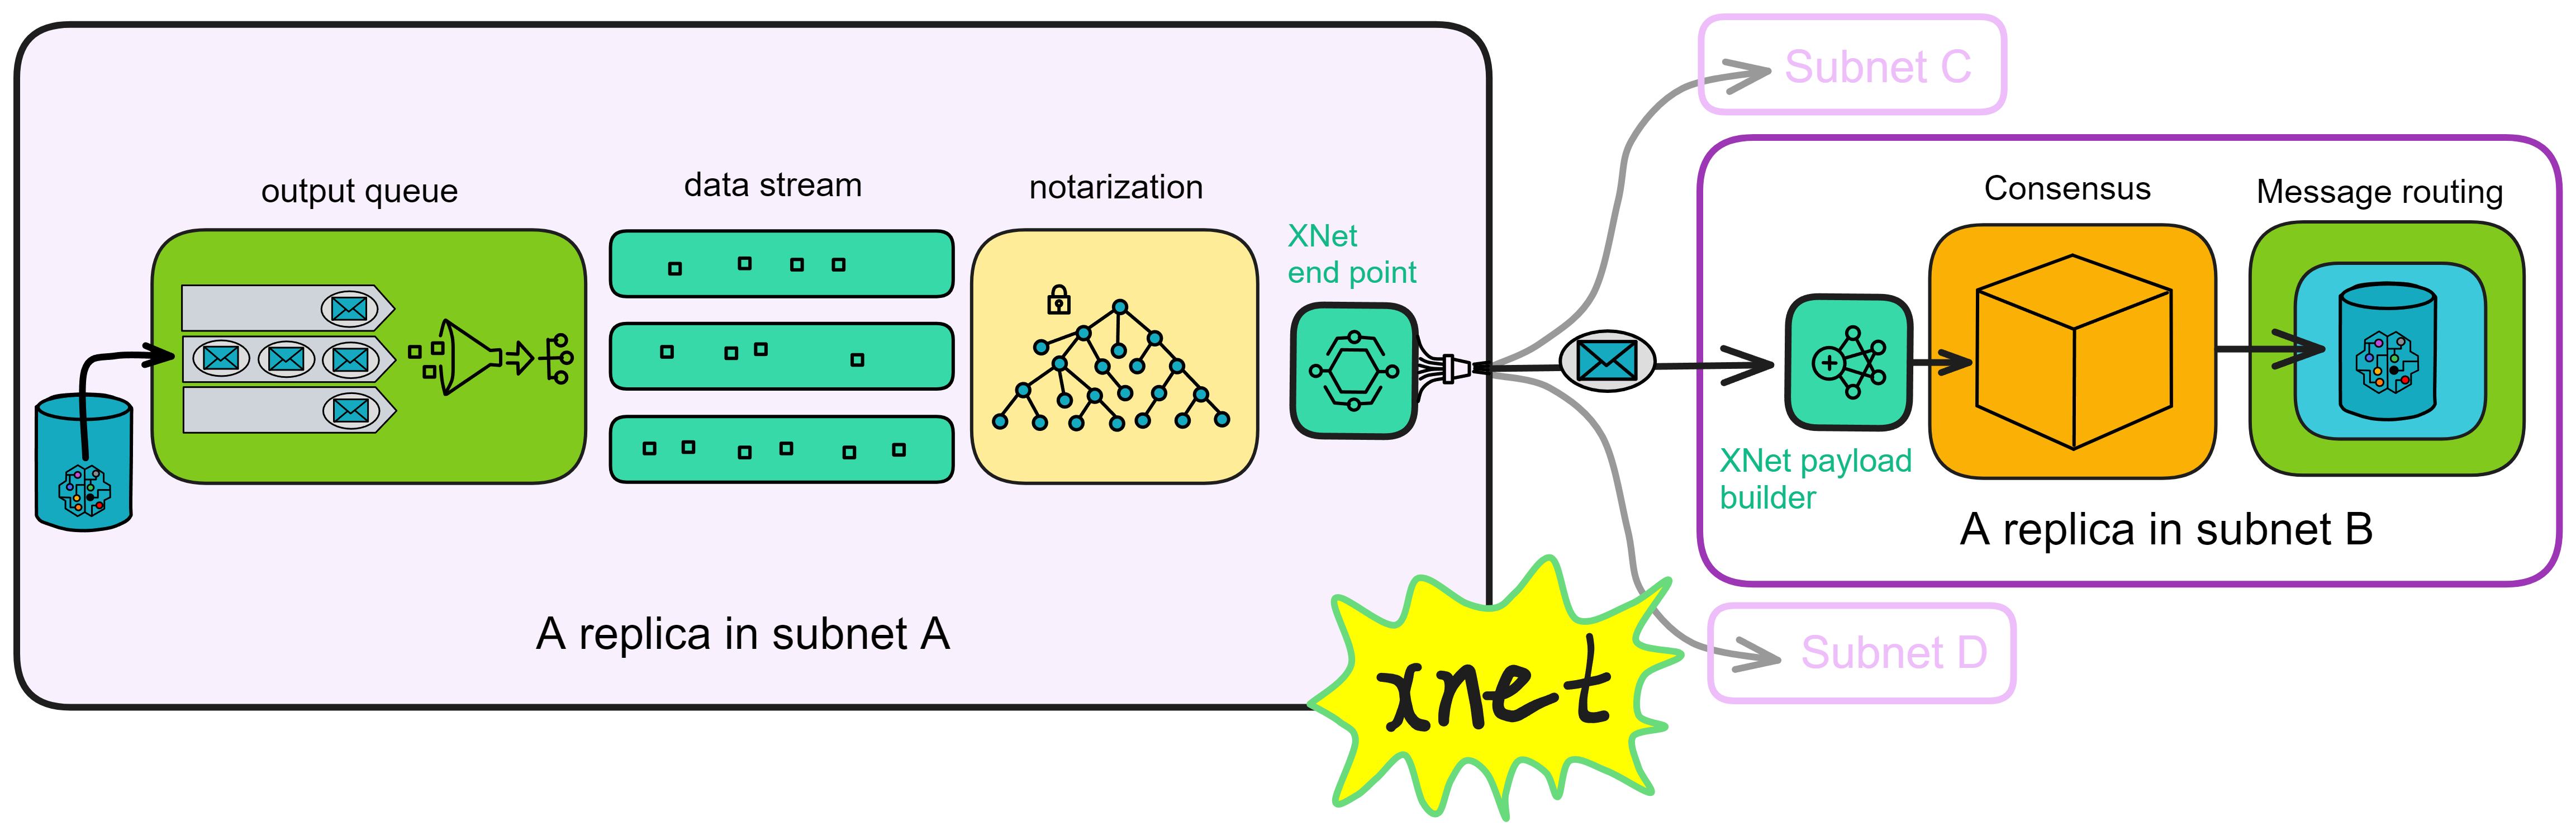 output queue
data stream
notarization
XNet
end point
A replica in subnet A
xnet
Subnet C
Consensus
Message routing
XNet payload
builder
A replica in subnet B
Subnet D